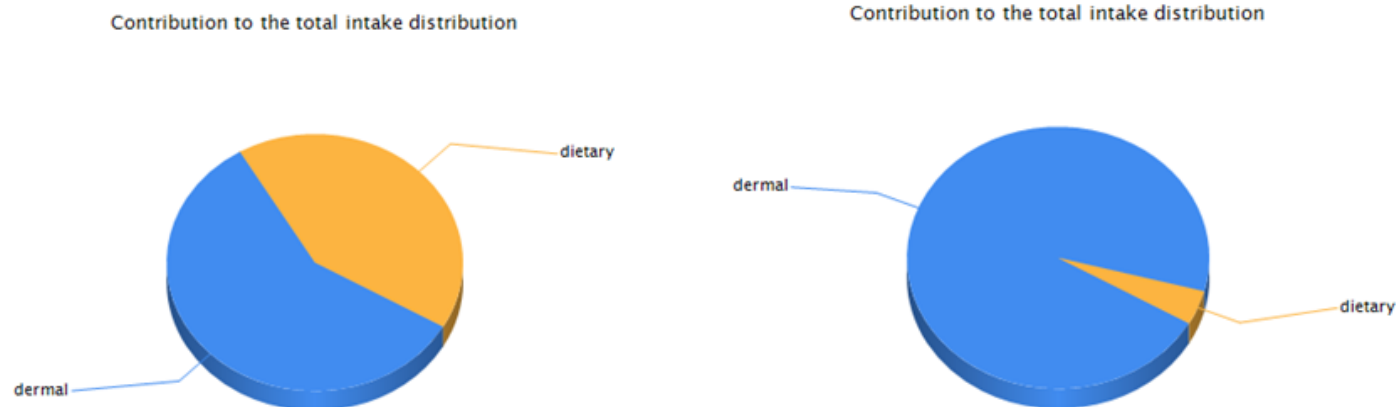 Contribution to the total intake distribution
dietary
dermal
Contribution to the total intake distribution
dermal
dietary